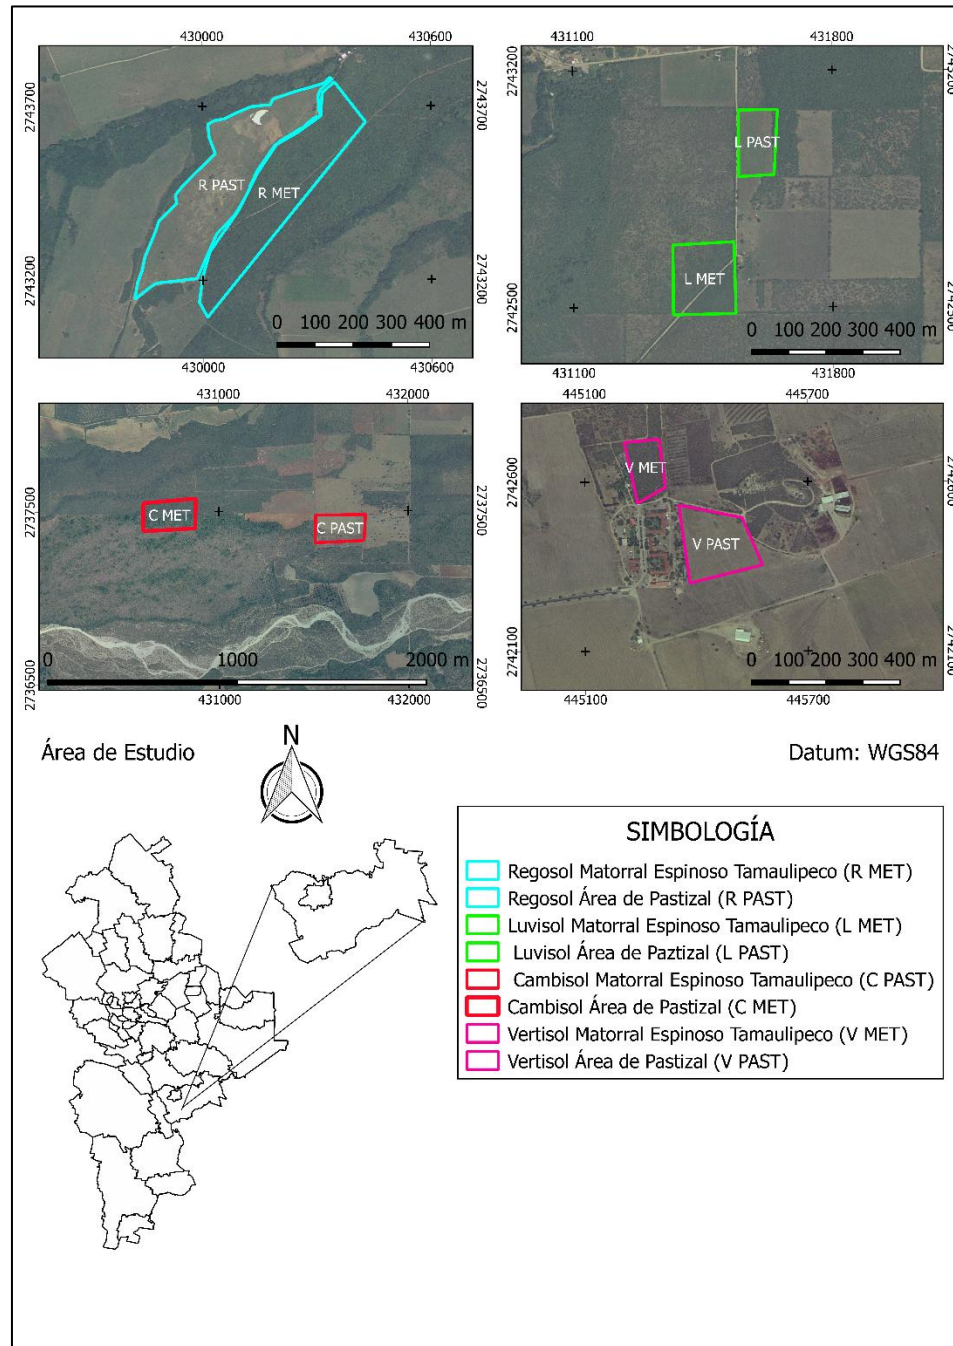 430000 430600
2743700
2743700
R PAST
R MET
2743200
2743200
0 100 200 300 400 m
430000 430600
431100 431800
2743200
2743200
L PAST
L MET
2742500
2742500
0 100 200 300 400 m
431100 431800
431000 432000
2737500
2737500
C MET
C PAST
0 1000 2000 m
2736500
2736500
431000 432000
445100 445700
2742600
2742600
V MET
V PAST
2742100
2742100
0 100 200 300 400 m
445100 445700
Área de Estudio
N
Datum: WGS84
SIMBOLOGÍA
Regosol Matorral Espinoso Tamaulipeco (R MET)
Regosol Área de Pastizal (R PAST)
Luvisol Matorral Espinoso Tamaulipeco (L MET)
Luvisol Área de Paztizal (L PAST)
Cambisol Matorral Espinoso Tamaulipeco (C PAST)
Cambisol Área de Pastizal (C MET)
Vertisol Matorral Espinoso Tamaulipeco (V MET)
Vertisol Área de Pastizal (V PAST)